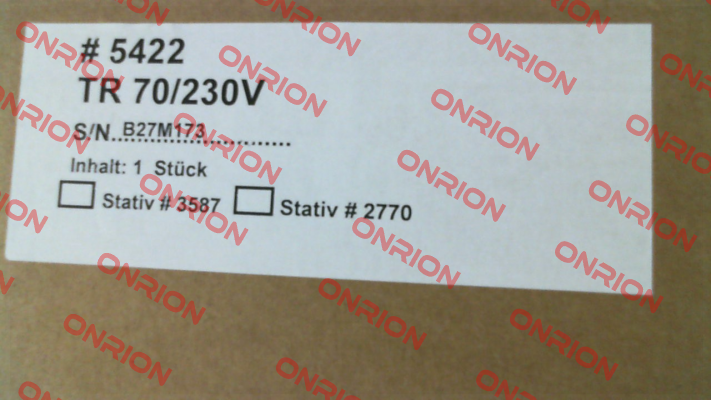 # 5422
TR 70/230V
S/N. B27M173
Inhalt: 1 Stück
Stativ # 3587 Stativ # 2770
ONRION